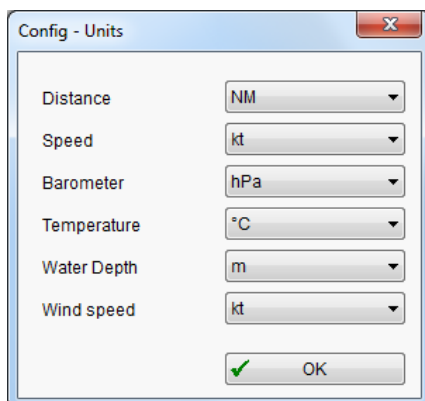 Config - Units
Distance NM
Speed kt
Barometer hPa
Temperature °C
Water Depth m
Wind speed kt
OK